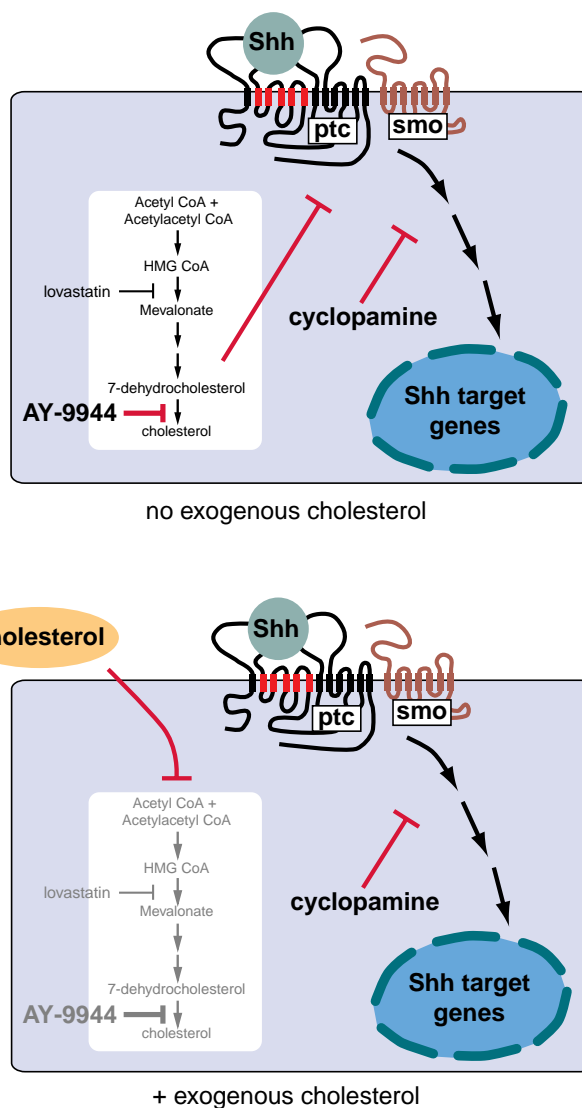 Shh
ptc
smo
Acetyl CoA +
Acetylacetyl CoA
HMG CoA
lovastatin
Mevalonate
cyclopamine
7-dehydrocholesterol
AY-9944
cholesterol
Shh target
genes
no exogenous cholesterol
holesterol
Shh
ptc
smo
Acetyl CoA +
Acetylacetyl CoA
HMG CoA
lovastatin
Mevalonate
cyclopamine
7-dehydrocholesterol
AY-9944
cholesterol
Shh target
genes
+ exogenous cholesterol